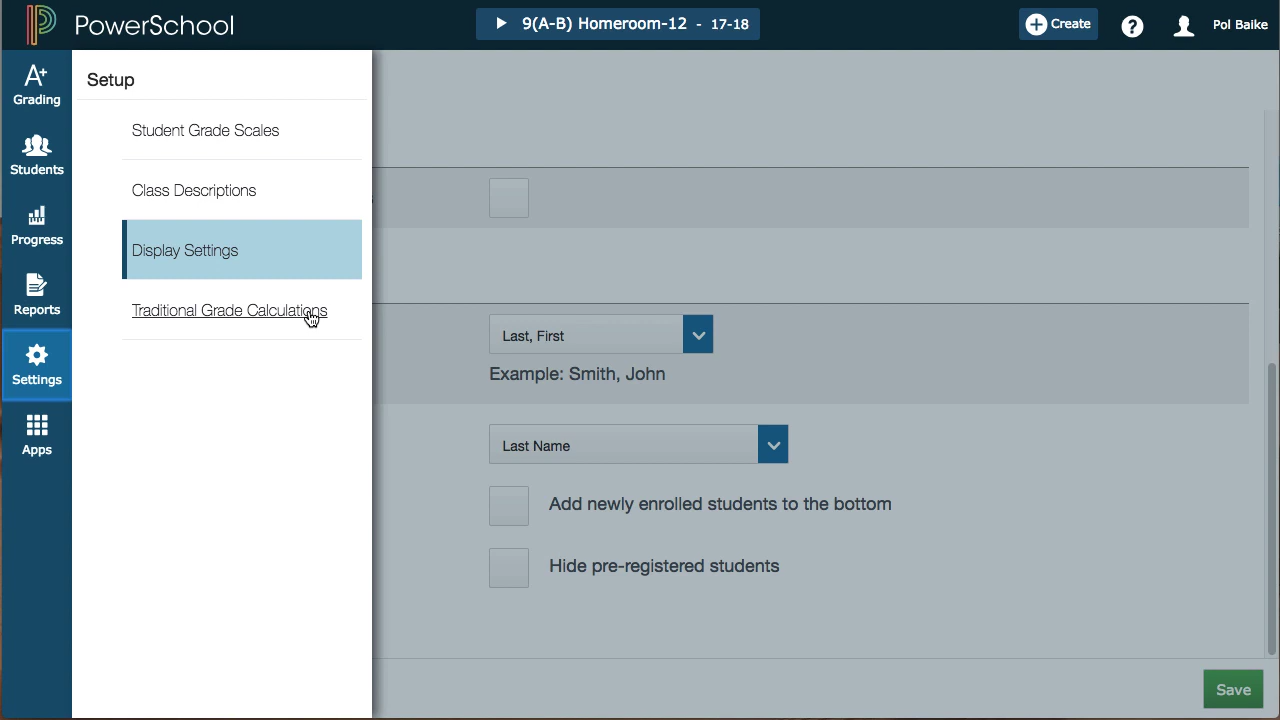 PowerSchool
9(A-B) Homeroom-12 - 17-18
Create
?
Pol Baike
A+
Grading
Students
Progress
Reports
Settings
Apps
Setup
Student Grade Scales
Class Descriptions
Display Settings
Traditional Grade Calculations
Last, First
Example: Smith, John
Last Name
Add newly enrolled students to the bottom
Hide pre-registered students
Save